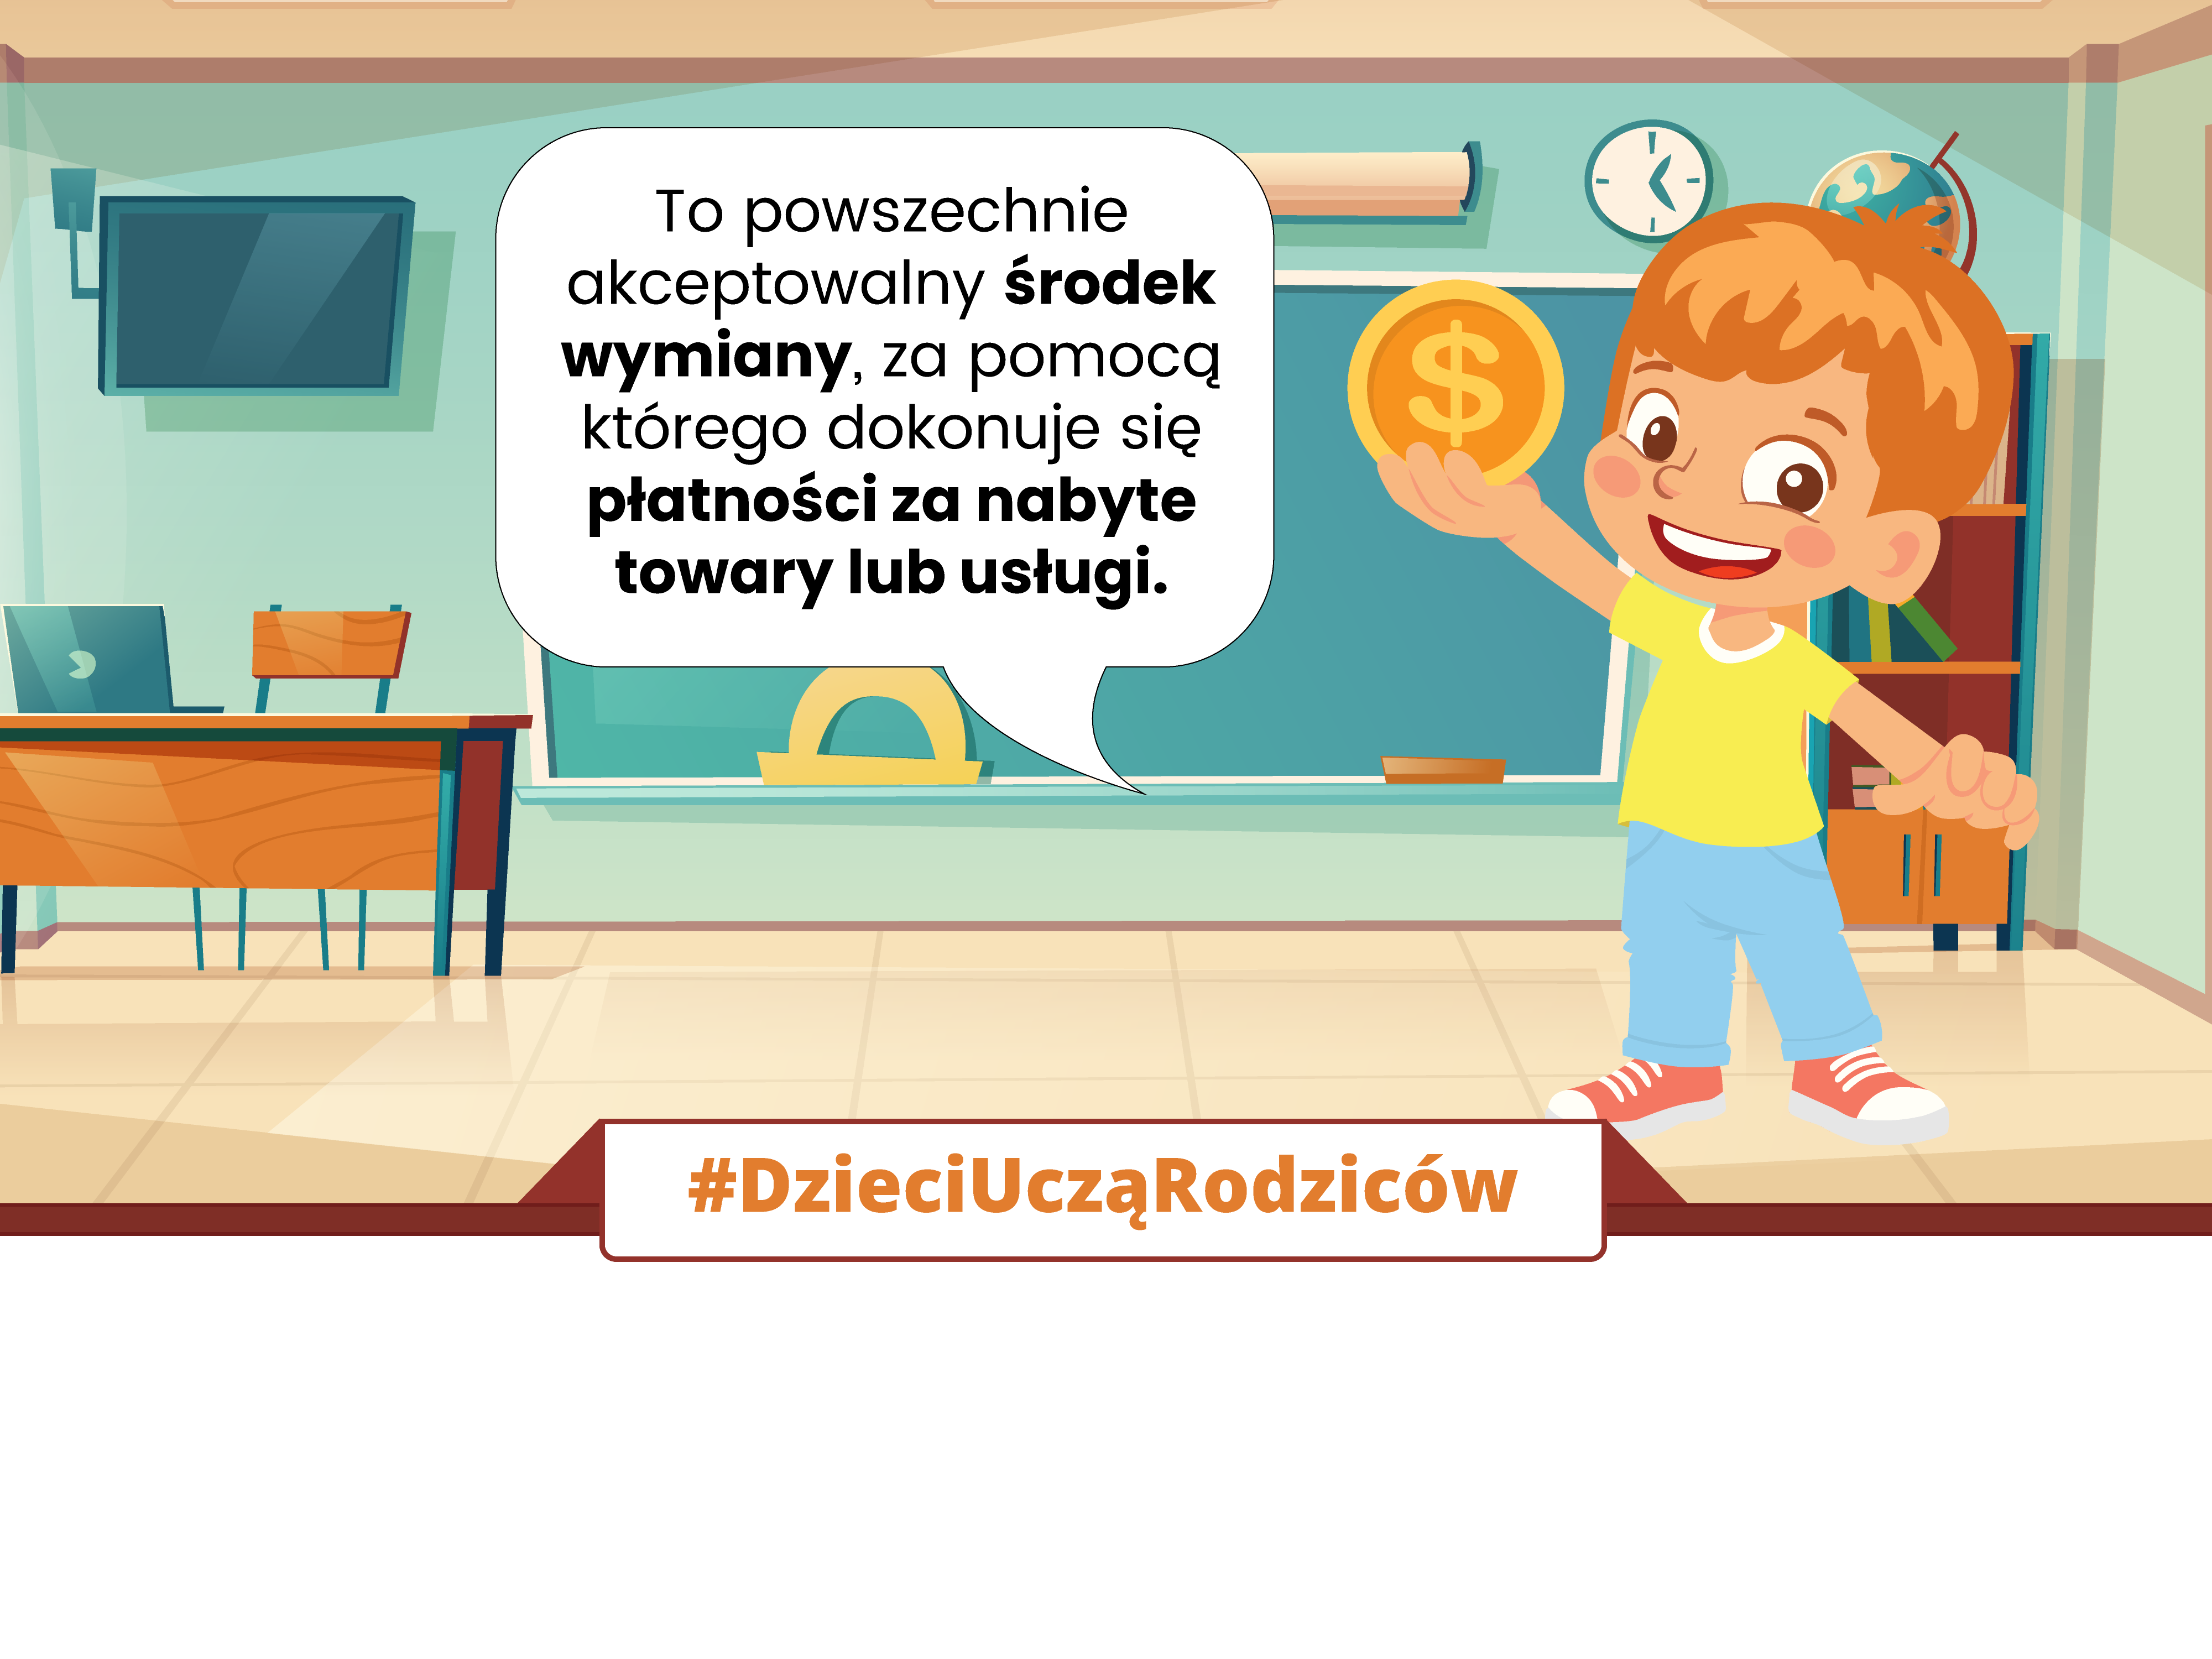 To powszechnie
akceptowalny środek
wymiany, za pomocą
którego dokonuje się
płatności za nabyte
towary lub usługi.
$
#DzieciUcząRodziców